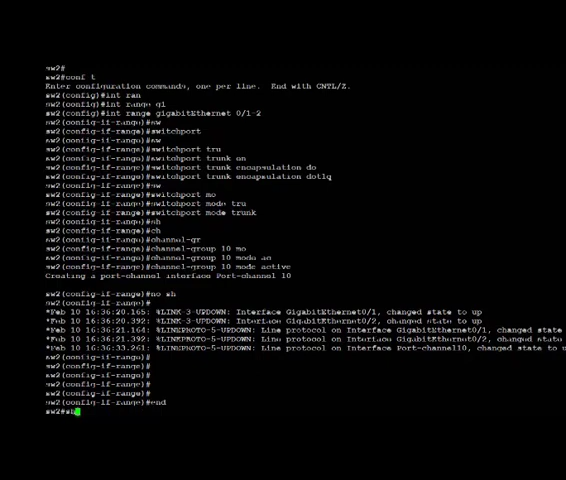 sw2#
sw2#conf t
Enter configuration commands, one per line.  End with CNTL/Z.
sw2(config)#int ran
sw2(config)#int range gi
sw2(config)#int range gigabitEthernet 0/1-2
sw2(config-if-range)#sw
sw2(config-if-range)#switchport
sw2(config-if-range)#sw
sw2(config-if-range)#switchport tru
sw2(config-if-range)#switchport trunk en
sw2(config-if-range)#switchport trunk encapsulation do
sw2(config-if-range)#switchport trunk encapsulation dot1q
sw2(config-if-range)#sw
sw2(config-if-range)#switchport mo
sw2(config-if-range)#switchport mode tru
sw2(config-if-range)#switchport mode trunk
sw2(config-if-range)#sh
sw2(config-if-range)#ch
sw2(config-if-range)#channel-gr
sw2(config-if-range)#channel-group 10 mo
sw2(config-if-range)#channel-group 10 mode ac
sw2(config-if-range)#channel-group 10 mode active
Creating a port-channel interface Port-channel 10
sw2(config-if-range)#no sh
sw2(config-if-range)#
*Feb 10 16:36:20.165: %LINK-3-UPDOWN: Interface GigabitEthernet0/1, changed state to up
*Feb 10 16:36:20.392: %LINK-3-UPDOWN: Interface GigabitEthernet0/2, changed state to up
*Feb 10 16:36:21.164: %LINEPROTO-5-UPDOWN: Line protocol on Interface GigabitEthernet0/1, changed state
*Feb 10 16:36:21.392: %LINEPROTO-5-UPDOWN: Line protocol on Interface GigabitEthernet0/2, changed state
*Feb 10 16:36:33.261: %LINEPROTO-5-UPDOWN: Line protocol on Interface Port-channel10, changed state to up
sw2(config-if-range)#
sw2(config-if-range)#
sw2(config-if-range)#
sw2(config-if-range)#
sw2(config-if-range)#
sw2(config-if-range)#end
sw2#sh